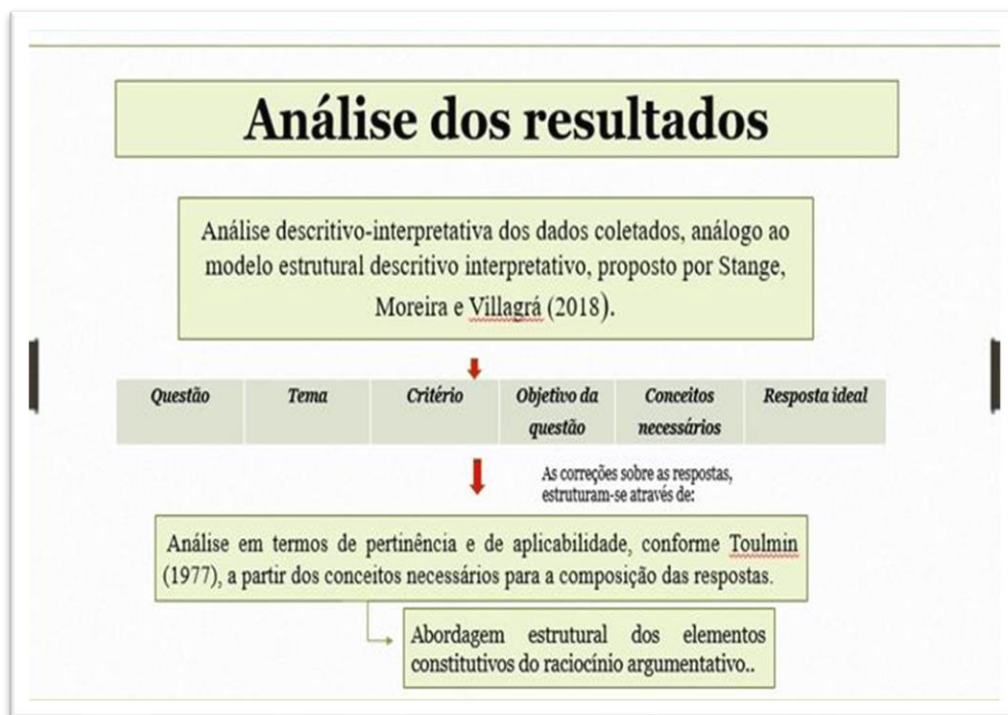 Análise dos resultados
Análise descritivo-interpretativa dos dados coletados, análogo ao
modelo estrutural descritivo interpretativo, proposto por Stange,
Moreira e Villagrá (2018).
Questão Tema Critério Objetivo da questão Conceitos necessários Resposta ideal
As correções sobre as respostas,
estruturam-se através de:
Análise em termos de pertinência e de aplicabilidade, conforme Toulmin
(1977), a partir dos conceitos necessários para a composição das respostas.
Abordagem estrutural dos elementos
constitutivos do raciocínio argumentativo..